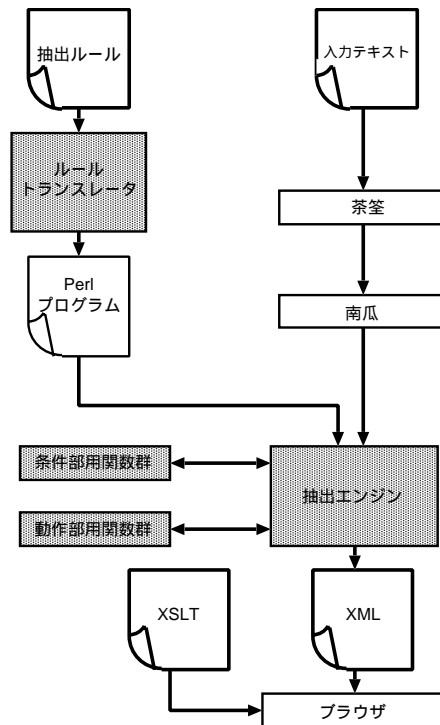 抽出ルール
入力テキスト
ルール
トランスレータ
茶筌
Perl
プログラム
南瓜
条件部用関数群
抽出エンジン
動作部用関数群
XSLT
XML
ブラウザ